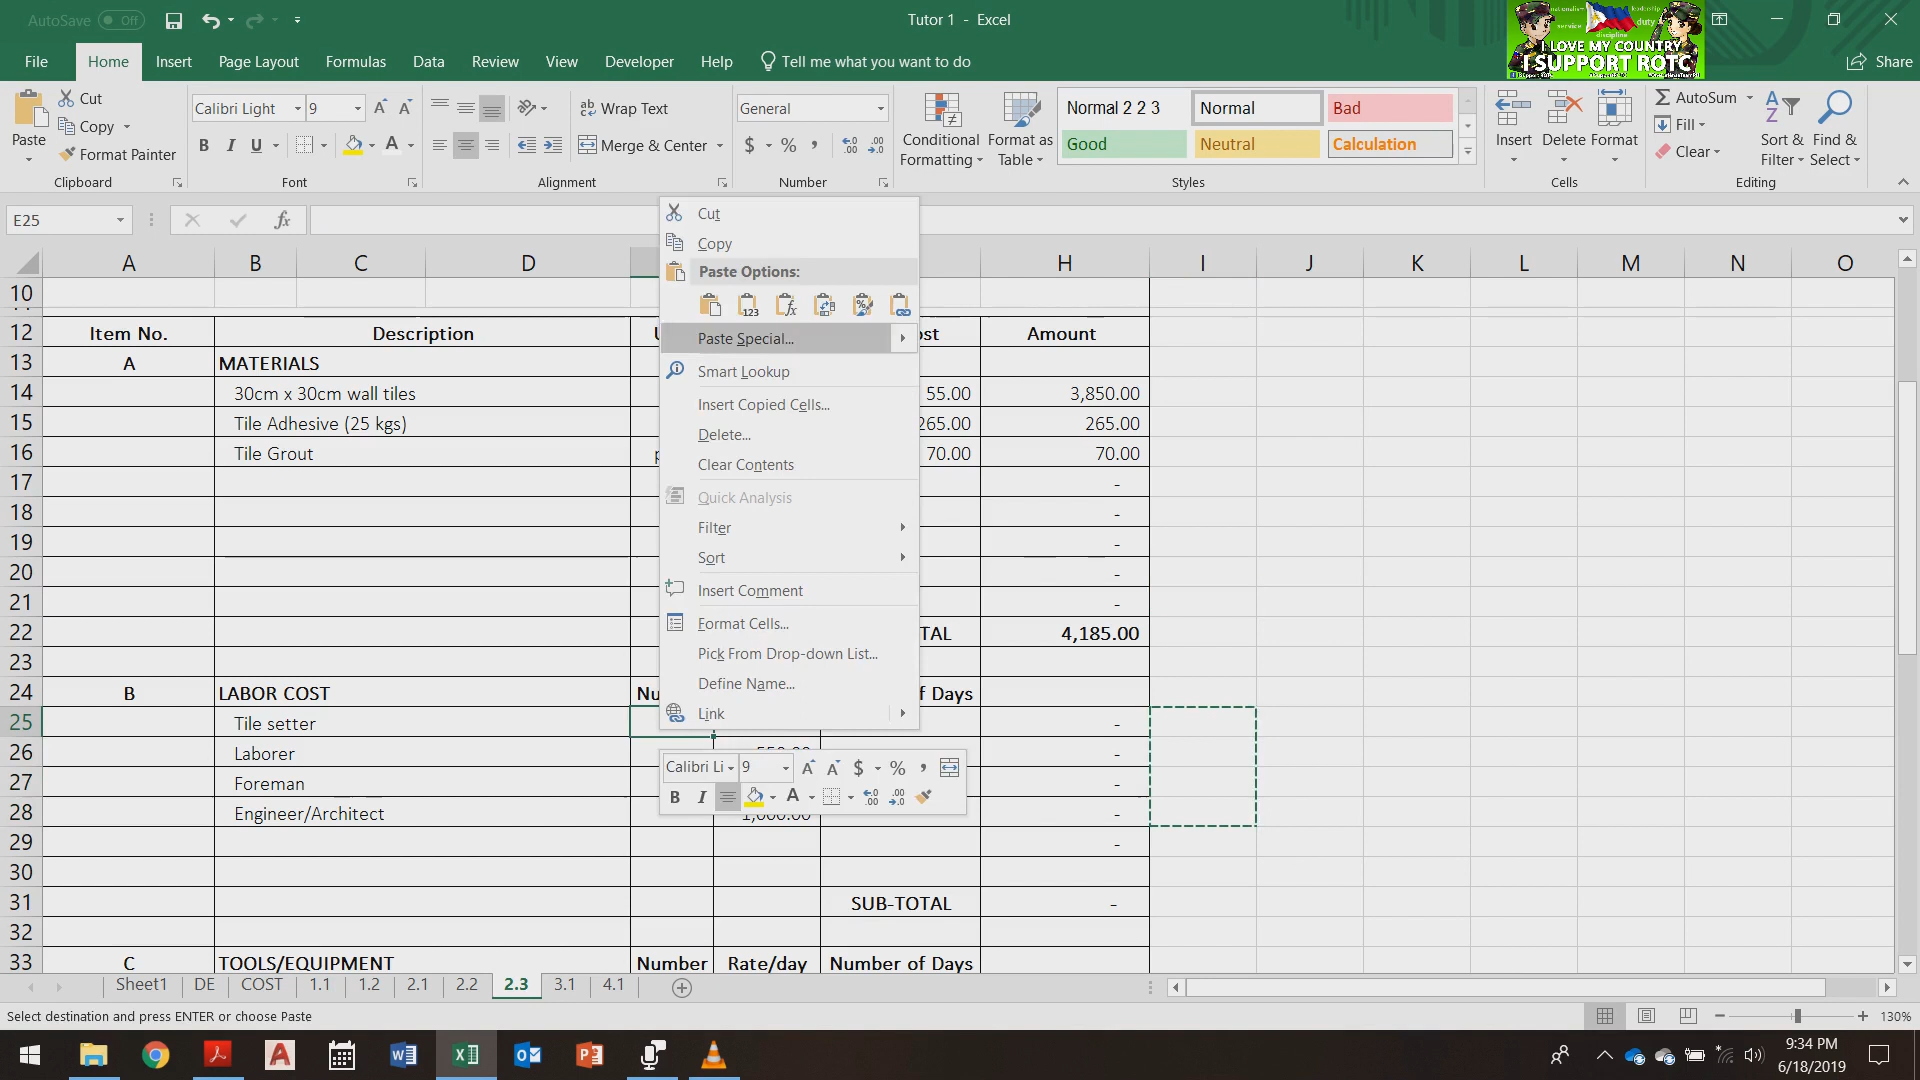 AutoSave Off
Tutor 1 - Excel
nationalism leadership
service duty
discipline
I LOVE MY COUNTRY
I SUPPORT ROTC
File Home Insert Page Layout Formulas Data Review View Developer Help Tell me what you want to do Share
Paste
Cut
Copy
Format Painter
Clipboard
Calibri Light 9
B I U
Font
Wrap Text
Merge & Center
Alignment
General
$ % ,
Number
Conditional Formatting
Format as Table
Normal 2 2 3 Normal Bad
Good Neutral Calculation
Styles
Insert Delete Format
Cells
AutoSum
Fill
Clear
Sort & Filter
Find & Select
Editing
E25
fx
A B C D H I J K L M N O
10
12 Item No. Description U ost Amount
13 A MATERIALS
14 30cm x 30cm wall tiles 55.00 3,850.00
15 Tile Adhesive (25 kgs) 265.00 265.00
16 Tile Grout p 70.00 70.00
17 -
18 -
19 -
20 -
21 -
22 TAL 4,185.00
23
24 B LABOR COST Nu f Days
25 Tile setter -
26 Laborer 550.00 -
27 Foreman -
28 Engineer/Architect 1,000.00 -
29 -
30
31 SUB-TOTAL -
32
33 C TOOLS/EQUIPMENT Number Rate/day Number of Days
Cut
Copy
Paste Options:
Paste Special...
Smart Lookup
Insert Copied Cells...
Delete...
Clear Contents
Quick Analysis
Filter
Sort
Insert Comment
Format Cells...
Pick From Drop-down List...
Define Name...
Link
Calibri Li 9 A A $ % ,
B I A
Sheet1 DE COST 1.1 1.2 2.1 2.2 2.3 3.1 4.1
Select destination and press ENTER or choose Paste
130%
9:34 PM
6/18/2019